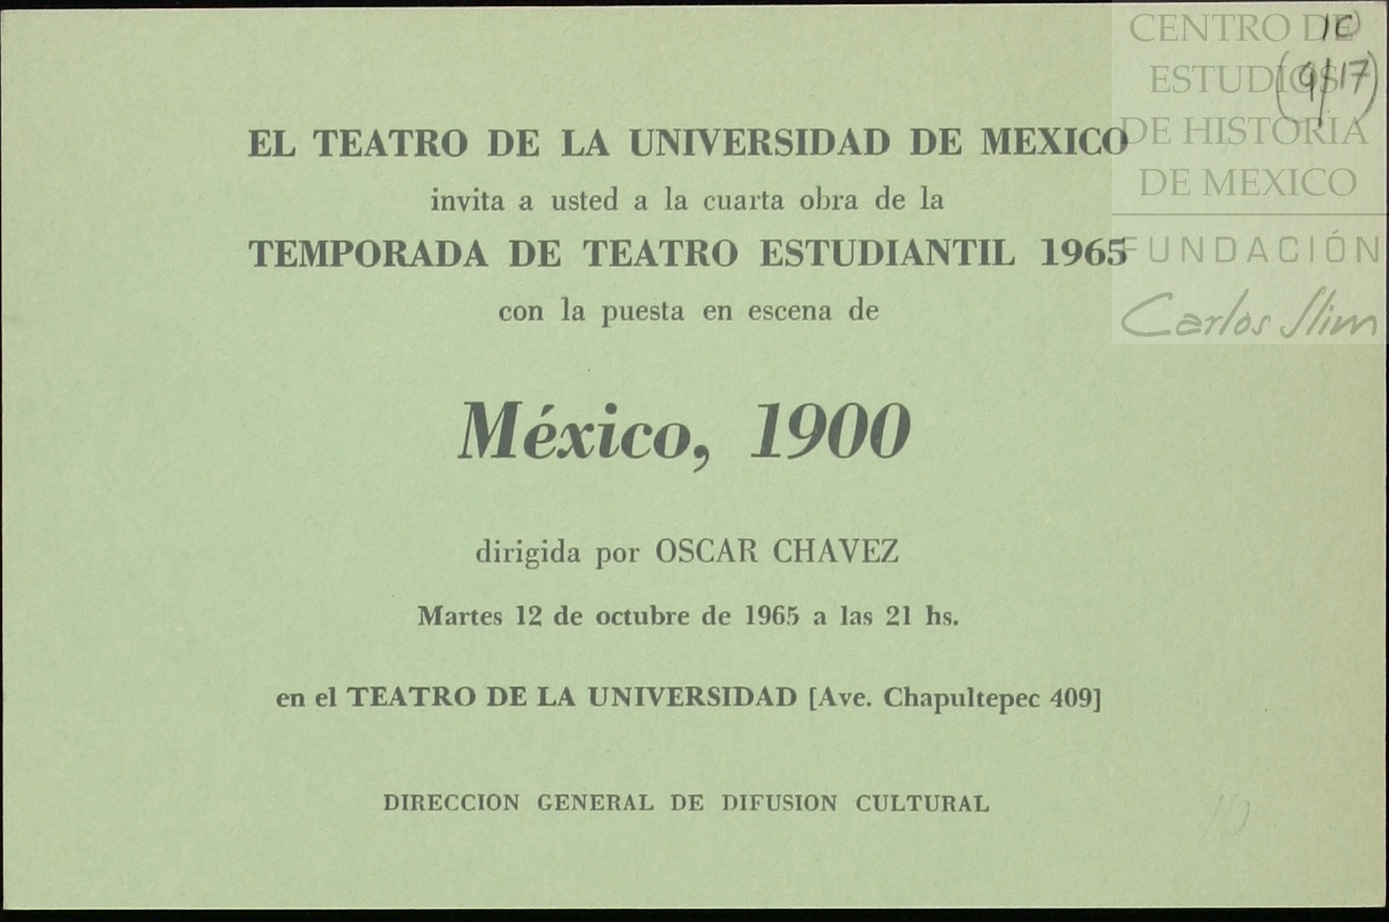 EL TEATRO DE LA UNIVERSIDAD DE MEXICO
invita a usted a la cuarta obra de la
TEMPORADA DE TEATRO ESTUDIANTIL 1965
con la puesta en escena de
México, 1900
dirigida por OSCAR CHAVEZ
Martes 12 de octubre de 1965 a las 21 hs.
en el TEATRO DE LA UNIVERSIDAD [Ave. Chapultepec 409]
DIRECCION GENERAL DE DIFUSION CULTURAL
CENTRO DE
ESTUDIOS
DE HISTORIA
DE MEXICO
FUNDACIÓN
Carlos Slim
(9/17)